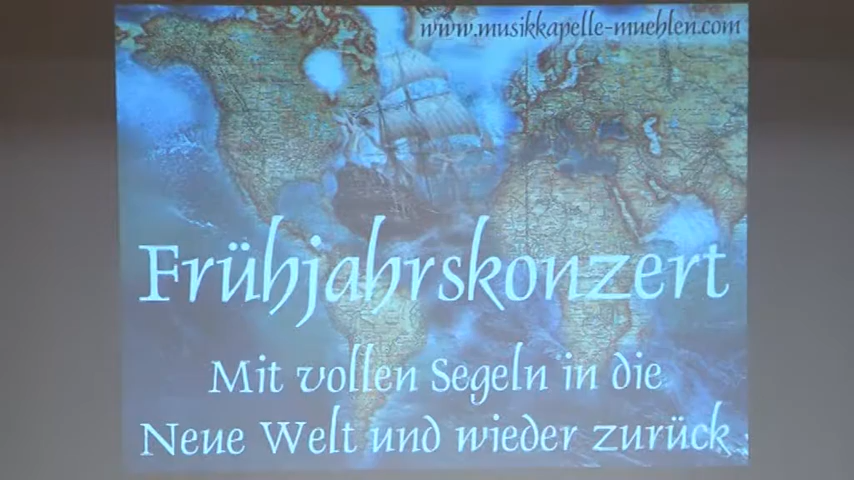 www.musikkapelle-muehlen.com
Frühjahrskonzert
Mit vollen Segeln in die
Neue Welt und wieder zurück